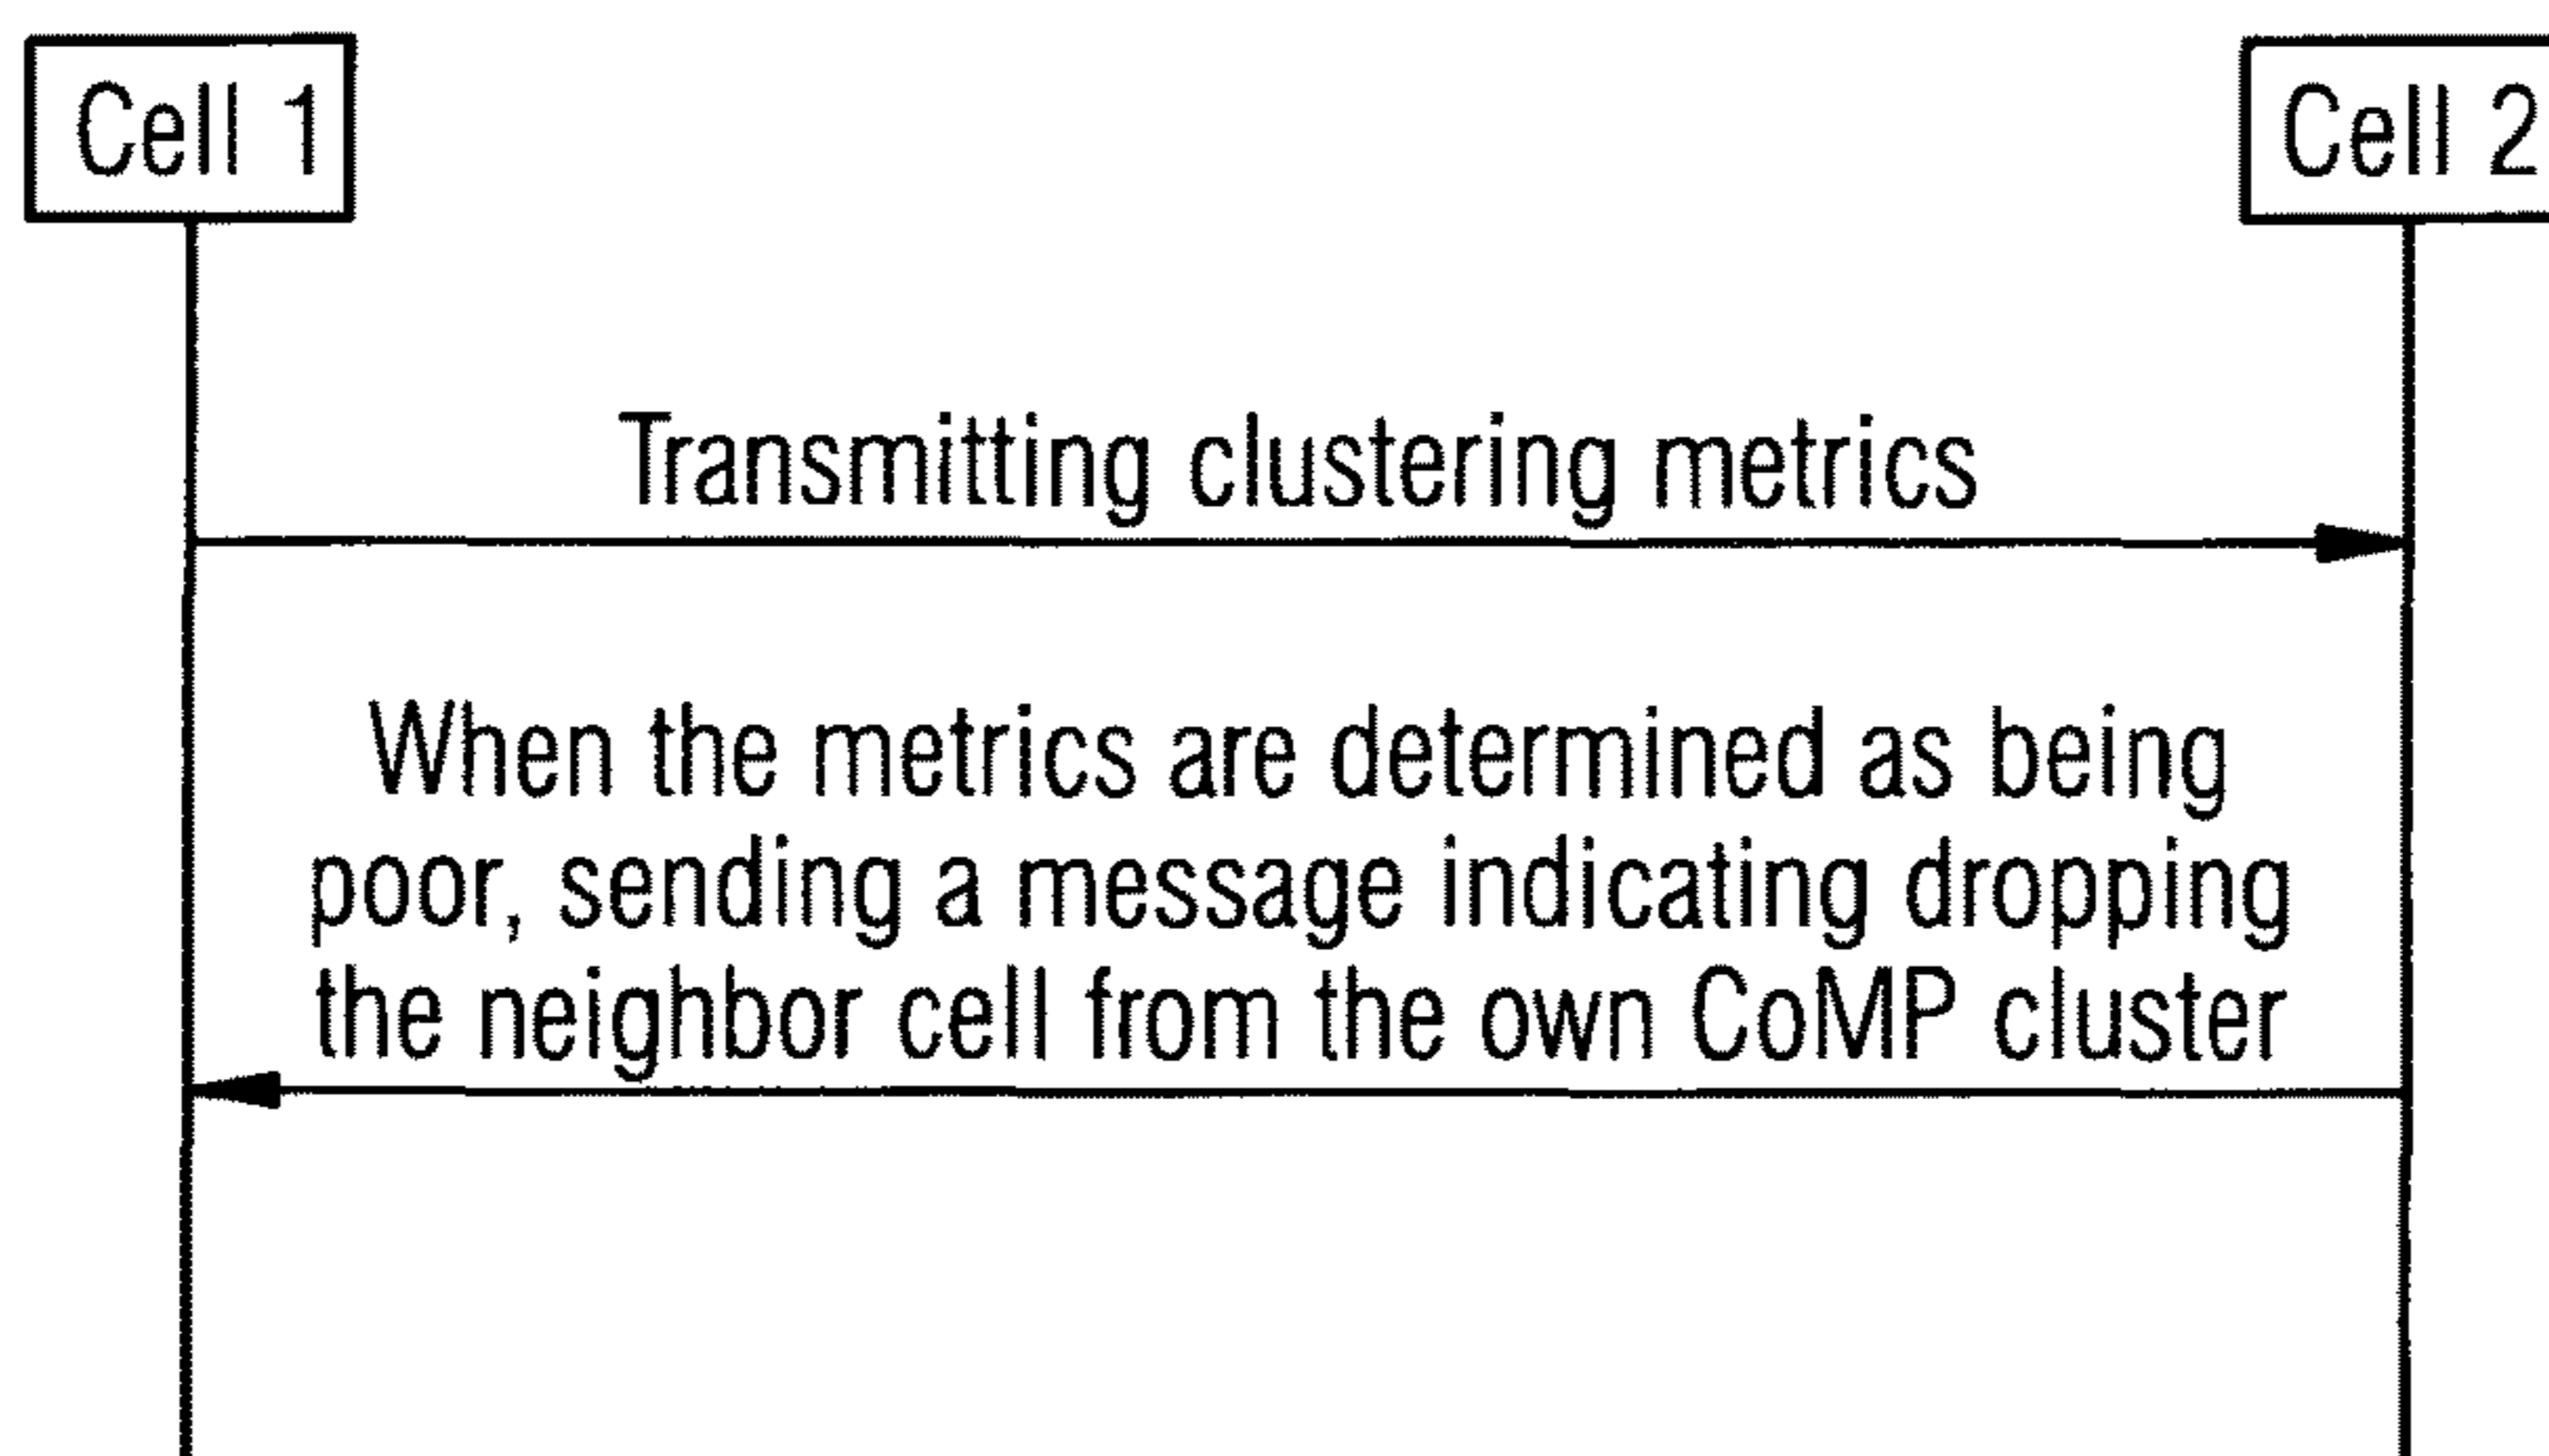 Cell 1
Cell 2
Transmitting clustering metrics
When the metrics are determined as being
poor, sending a message indicating dropping
the neighbor cell from the own CoMP cluster